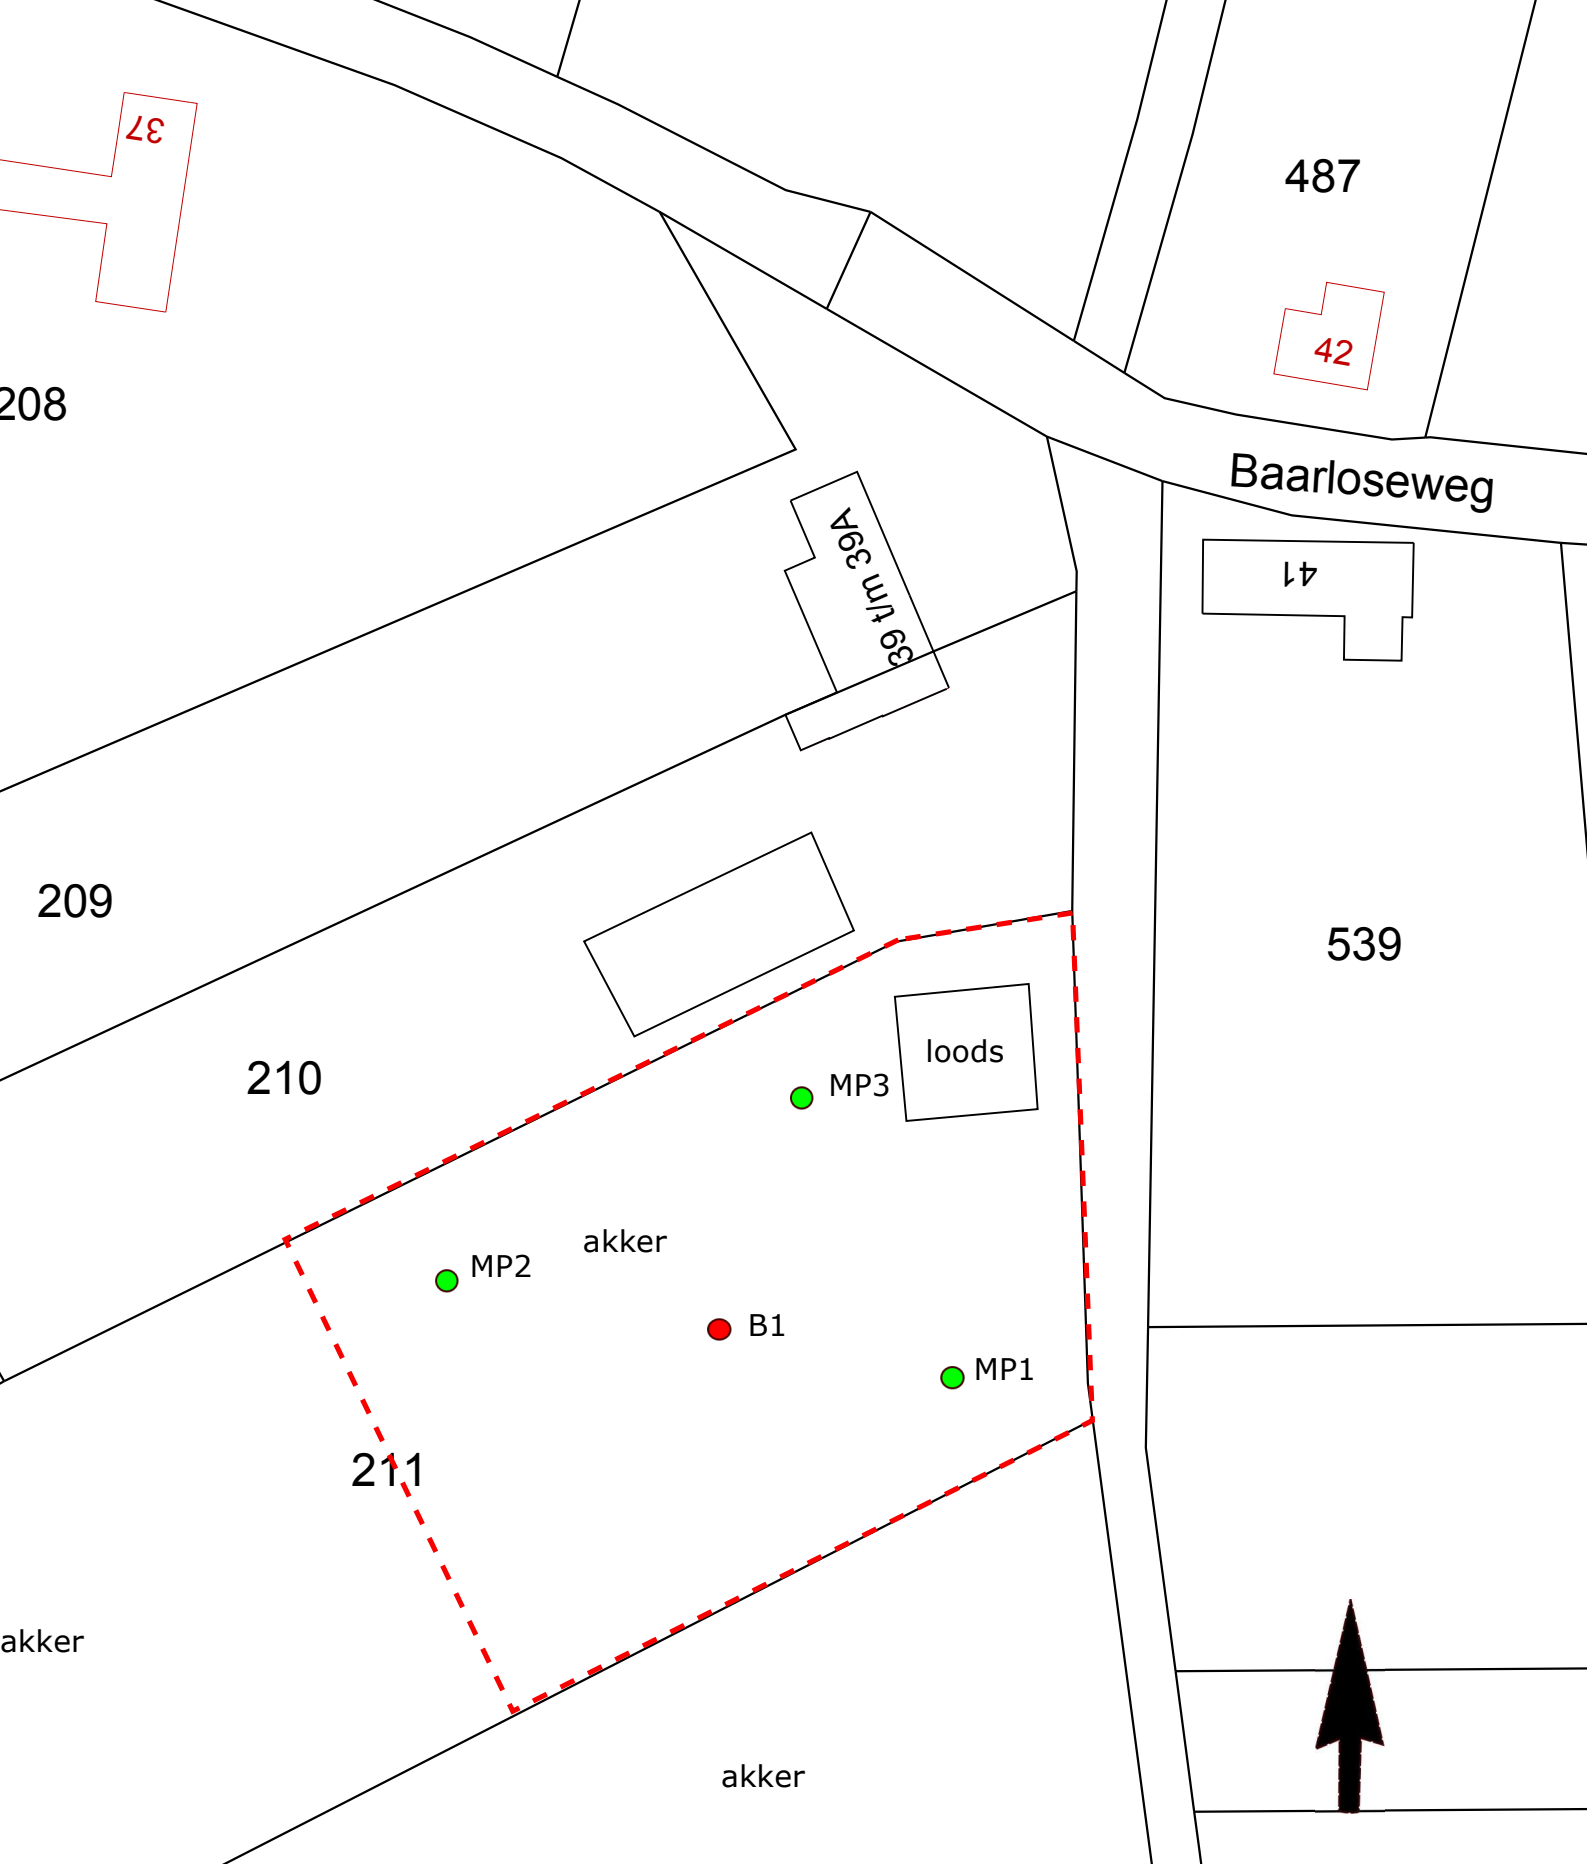 37
487
42
208
Baarloseweg
39 t/m 39A
41
209
539
loods
210
MP3
akker
MP2
B1
MP1
211
akker
akker